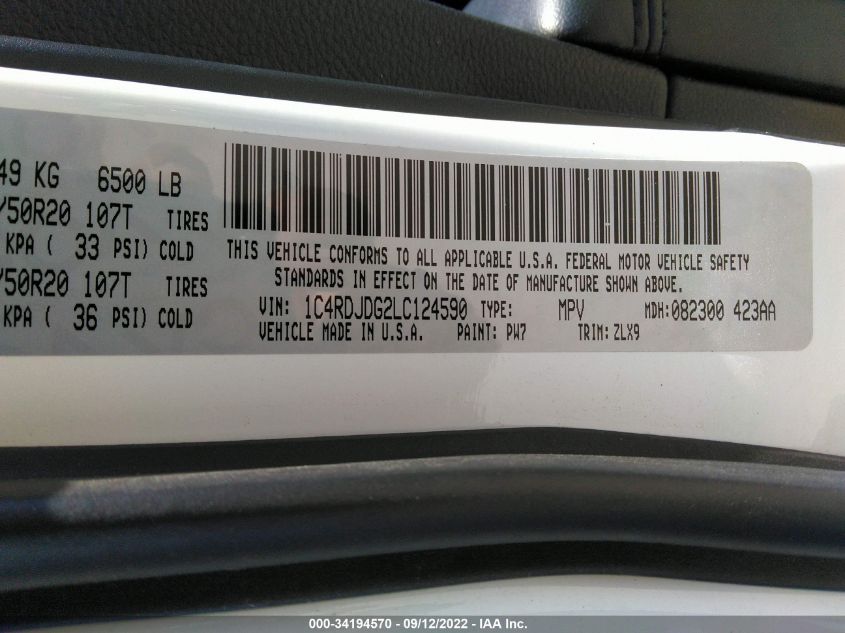 49 KG 6500 LB
/50R20 107T TIRES
KPA ( 33 PSI) COLD
/50R20 107T TIRES
KPA ( 36 PSI) COLD
THIS VEHICLE CONFORMS TO ALL APPLICABLE U.S.A. FEDERAL MOTOR VEHICLE SAFETY
STANDARDS IN EFFECT ON THE DATE OF MANUFACTURE SHOWN ABOVE.
VIN: 1C4RDJDG2LC124590 TYPE: MPV MDH: 082300 423AA
VEHICLE MADE IN U.S.A. PAINT: PW7 TRIM: ZLX9
000-34194570 - 09/12/2022 - IAA Inc.